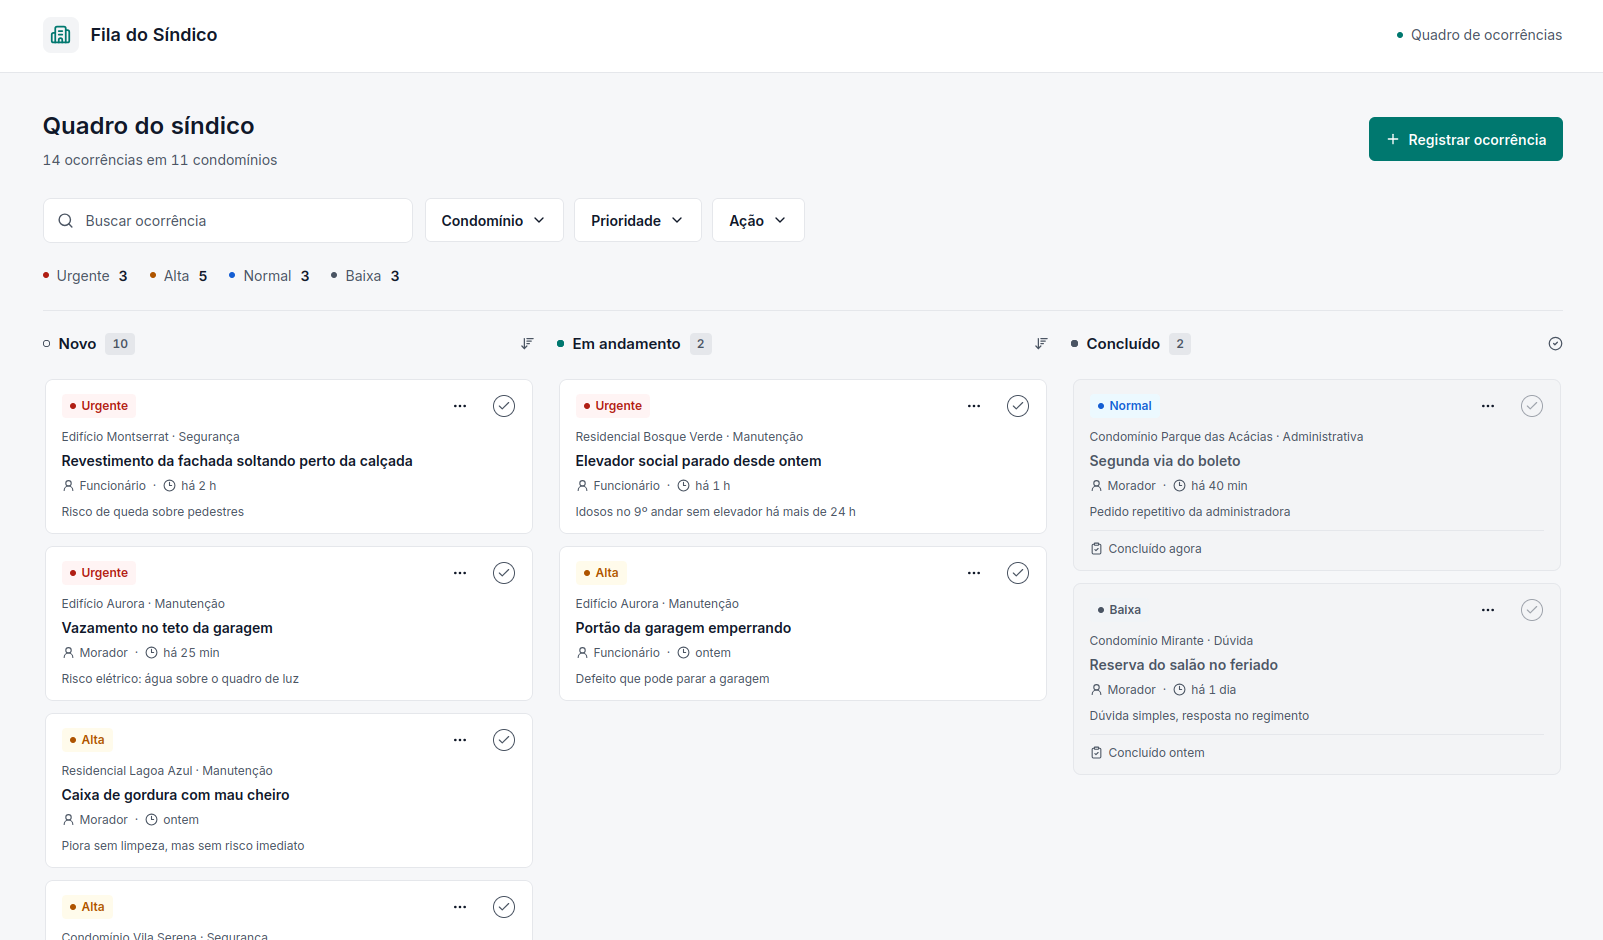 Fila do Síndico
Quadro de ocorrências
Quadro do síndico
14 ocorrências em 11 condomínios
Registrar ocorrência
Buscar ocorrência
Condomínio
Prioridade
Ação
Urgente 3
Alta 5
Normal 3
Baixa 3
Novo 10
Urgente
Edifício Montserrat · Segurança
Revestimento da fachada soltando perto da calçada
Funcionário · há 2 h
Risco de queda sobre pedestres
Urgente
Edifício Aurora · Manutenção
Vazamento no teto da garagem
Morador · há 25 min
Risco elétrico: água sobre o quadro de luz
Alta
Residencial Lagoa Azul · Manutenção
Caixa de gordura com mau cheiro
Morador · ontem
Piora sem limpeza, mas sem risco imediato
Alta
Condomínio Vila Serena · Segurança
Em andamento 2
Urgente
Residencial Bosque Verde · Manutenção
Elevador social parado desde ontem
Funcionário · há 1 h
Idosos no 9º andar sem elevador há mais de 24 h
Alta
Edifício Aurora · Manutenção
Portão da garagem emperrando
Funcionário · ontem
Defeito que pode parar a garagem
Concluído 2
Normal
Condomínio Parque das Acácias · Administrativa
Segunda via do boleto
Morador · há 40 min
Pedido repetitivo da administradora
Concluído agora
Baixa
Condomínio Mirante · Dúvida
Reserva do salão no feriado
Morador · há 1 dia
Dúvida simples, resposta no regimento
Concluído ontem